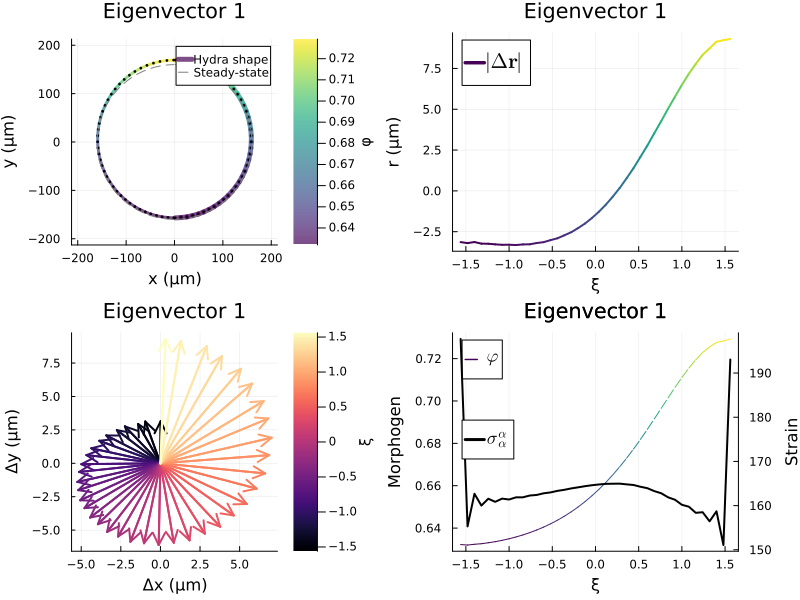 Eigenvector 1
200
100
0
−100
−200
y (μm)
−200 −100 0 100 200
x (μm)
Hydra shape
Steady-state
0.72
0.71
0.70
0.69
0.68
0.67
0.66
0.65
0.64
φ
Eigenvector 1
|Δr|
7.5
5.0
2.5
0.0
−2.5
r (μm)
−1.5 −1.0 −0.5 0.0 0.5 1.0 1.5
ξ
Eigenvector 1
7.5
5.0
2.5
0.0
−2.5
−5.0
Δy (μm)
−5.0 −2.5 0.0 2.5 5.0
Δx (μm)
1.5
1.0
0.5
0
−0.5
−1.0
−1.5
ξ
Eigenvector 1
φ
σαα
0.72
0.70
0.68
0.66
0.64
Morphogen
190
180
170
160
150
Strain
−1.5 −1.0 −0.5 0.0 0.5 1.0 1.5
ξ